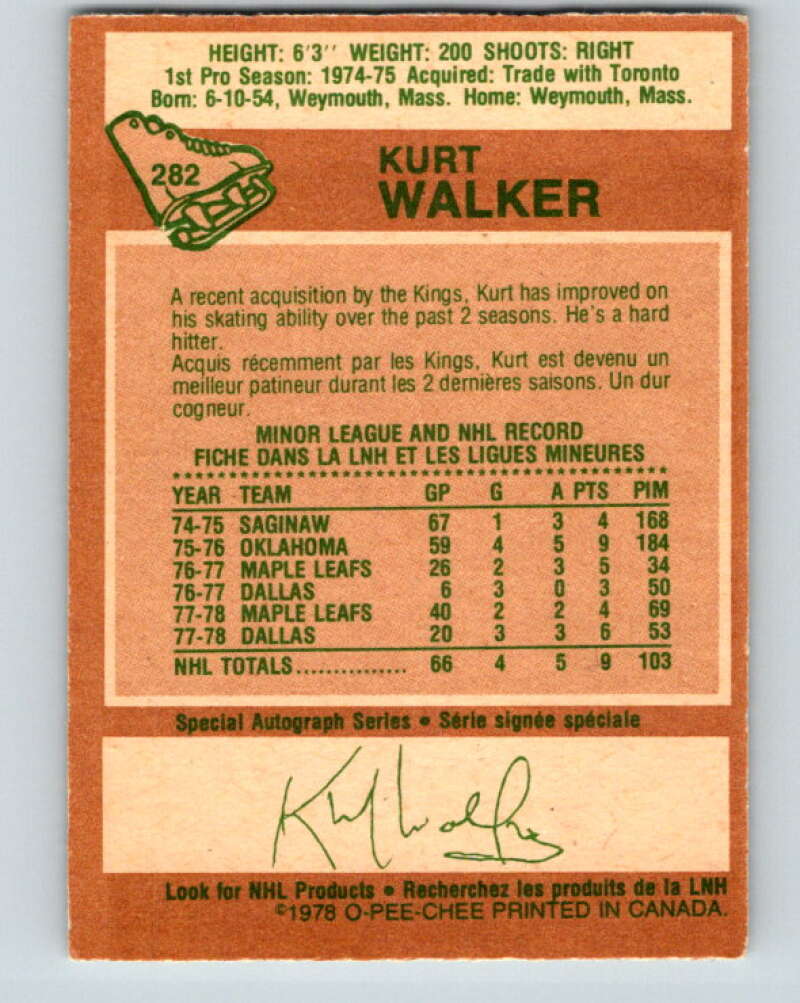 HEIGHT: 6'3'' WEIGHT: 200 SHOOTS: RIGHT
1st Pro Season: 1974-75 Acquired: Trade with Toronto
Born: 6-10-54, Weymouth, Mass. Home: Weymouth, Mass.
282
KURT
WALKER
A recent acquisition by the Kings, Kurt has improved on
his skating ability over the past 2 seasons. He's a hard
hitter.
Acquis récemment par les Kings, Kurt est devenu un
meilleur patineur durant les 2 dernières saisons. Un dur
cogneur.
MINOR LEAGUE AND NHL RECORD
FICHE DANS LA LNH ET LES LIGUES MINEURES
YEAR TEAM GP G A PTS PIM
74-75 SAGINAW 67 1 3 4 168
75-76 OKLAHOMA 59 4 5 9 184
76-77 MAPLE LEAFS 26 2 3 5 34
76-77 DALLAS 6 3 0 3 50
77-78 MAPLE LEAFS 40 2 2 4 69
77-78 DALLAS 20 3 3 6 53
NHL TOTALS............... 66 4 5 9 103
Special Autograph Series • Série signée spéciale
Kurt Walker
Look for NHL Products • Recherchez les produits de la LNH
©1978 O-PEE-CHEE PRINTED IN CANADA.